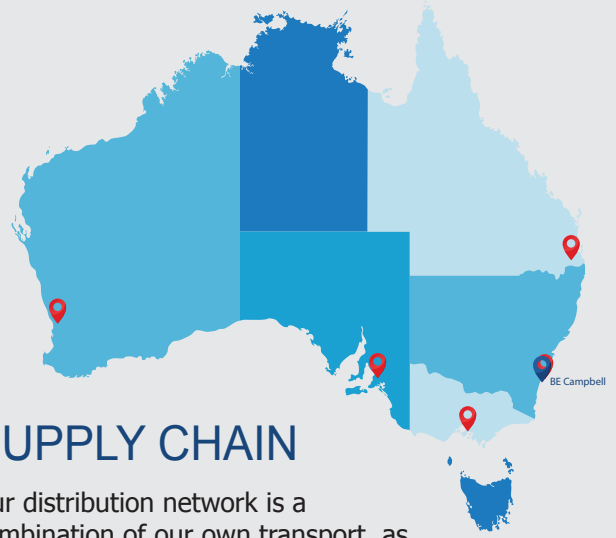 BE Campbell
UPPLY CHAIN
ur distribution network is a
mbination of our own transport, as